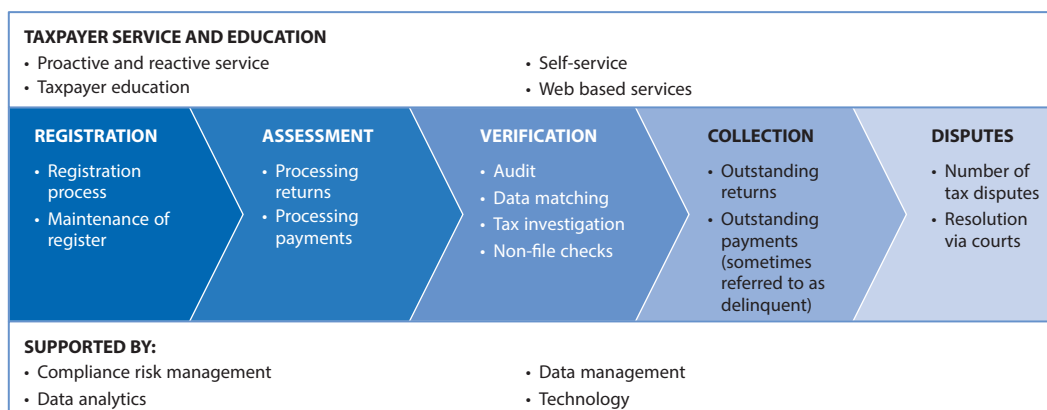 TAXPAYER SERVICE AND EDUCATION
• Proactive and reactive service
• Taxpayer education
• Self-service
• Web based services
REGISTRATION
• Registration
process
• Maintenance of
register
ASSESSMENT
• Processing
returns
• Processing
payments
VERIFICATION
• Audit
• Data matching
• Tax investigation
• Non-file checks
COLLECTION
• Outstanding
returns
• Outstanding
payments
(sometimes
referred to as
delinquent)
DISPUTES
• Number of
tax disputes
• Resolution
via courts
SUPPORTED BY:
• Compliance risk management
• Data analytics
• Data management
• Technology